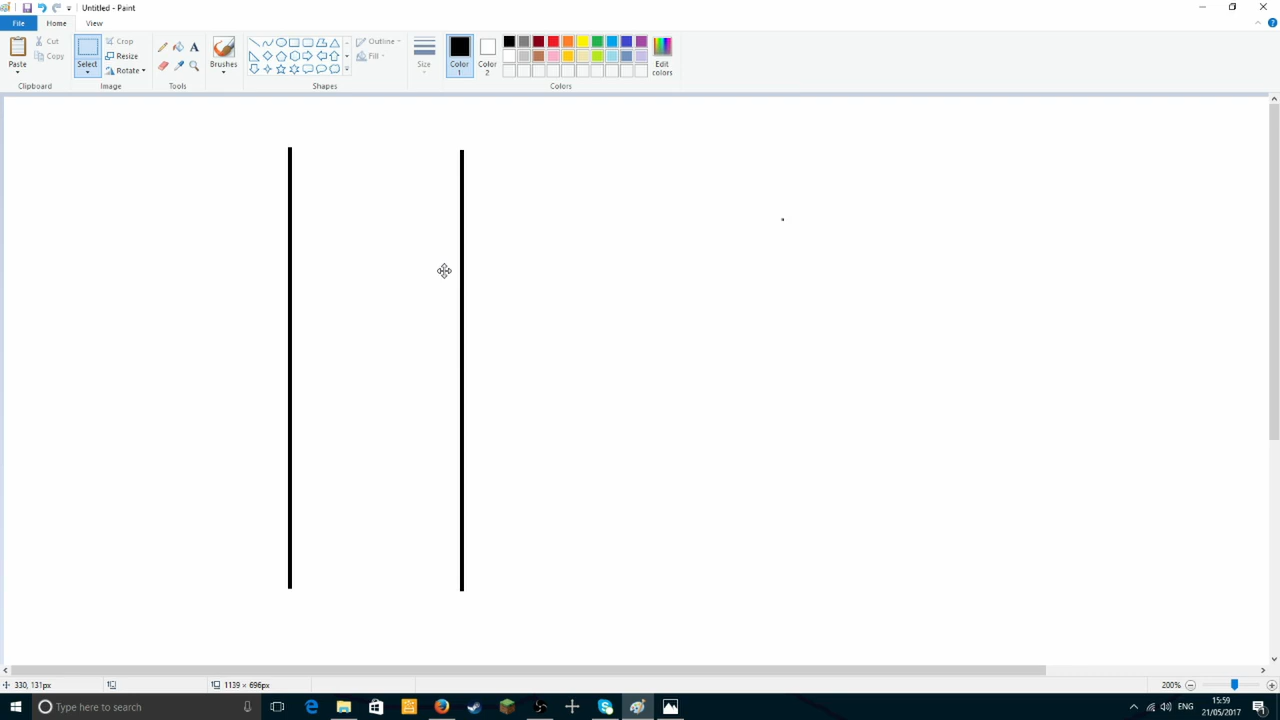 Untitled - Paint
File Home View
Paste Cut Copy Clipboard
Select Crop Resize Rotate Image
Tools
Brushes
Shapes
Outline
Fill
Size
Color 1
Color 2
Colors
Edit colors
330, 131px
1139 × 696px
200%
Type here to search
ENG
15:59
21/05/2017